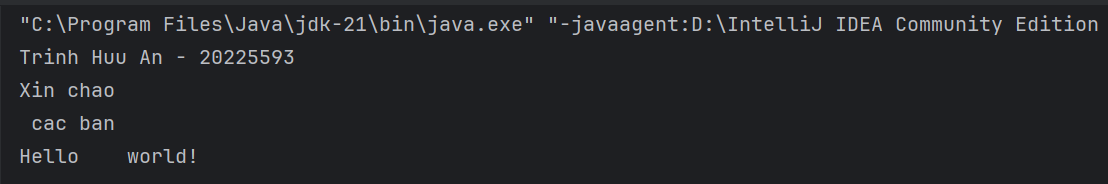 "C:\Program Files\Java\jdk-21\bin\java.exe" "-javaagent:D:\IntelliJ IDEA Community Edition
Trinh Huu An - 20225593
Xin chao
 cac ban
Hello    world!